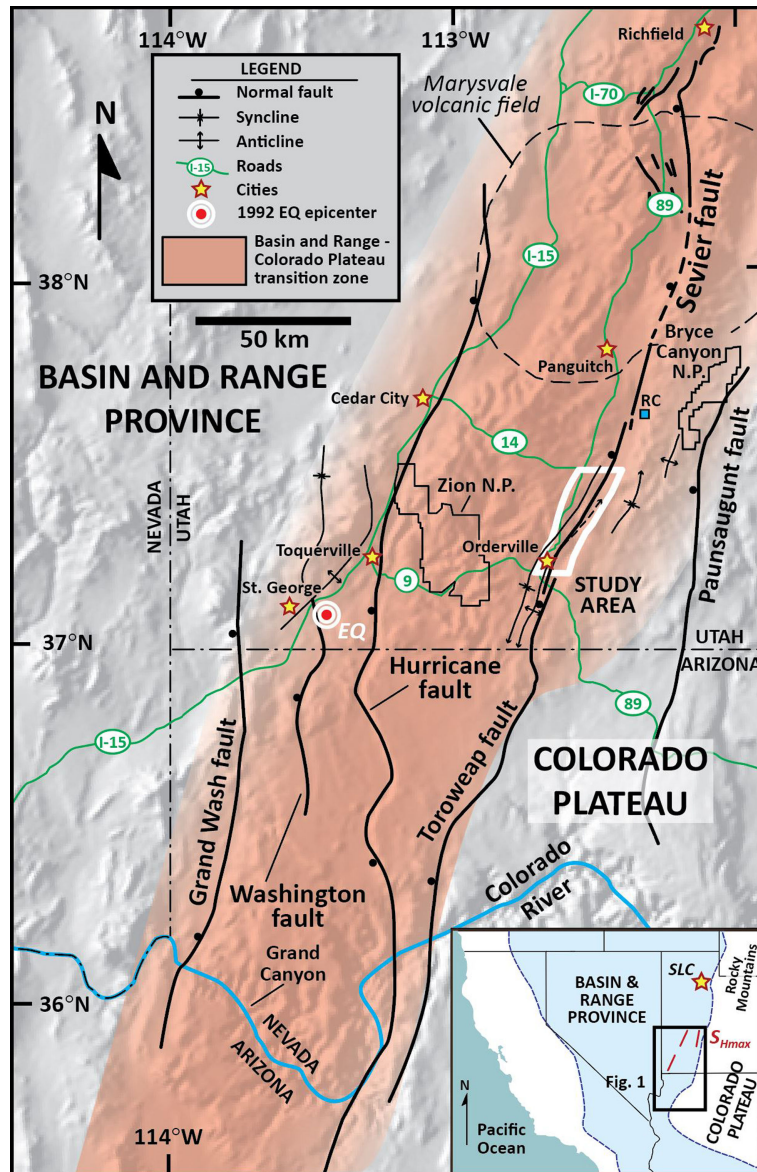 114°W
113°W
Richfield
LEGEND
Normal fault
Syncline
Anticline
I-15
Roads
Cities
1992 EQ epicenter
Basin and Range -
Colorado Plateau
transition zone
N
50 km
Marysvale
volcanic field
I-70
89
I-15
Sevier fault
38°N
BASIN AND RANGE
PROVINCE
Bryce
Canyon
N.P.
Panguitch
RC
Cedar City
14
Zion N.P.
Paunsaugunt fault
NEVADA
UTAH
Toquerville
Orderville
St. George
9
STUDY
AREA
EQ
37°N
UTAH
ARIZONA
Hurricane
fault
89
I-15
Toroweap fault
COLORADO
PLATEAU
Grand Wash fault
Washington
fault
Colorado
River
Grand
Canyon
36°N
NEVADA
ARIZONA
114°W
SLC
Rocky
Mountains
BASIN &
RANGE
PROVINCE
SHmax
Fig. 1
COLORADO
PLATEAU
N
Pacific
Ocean